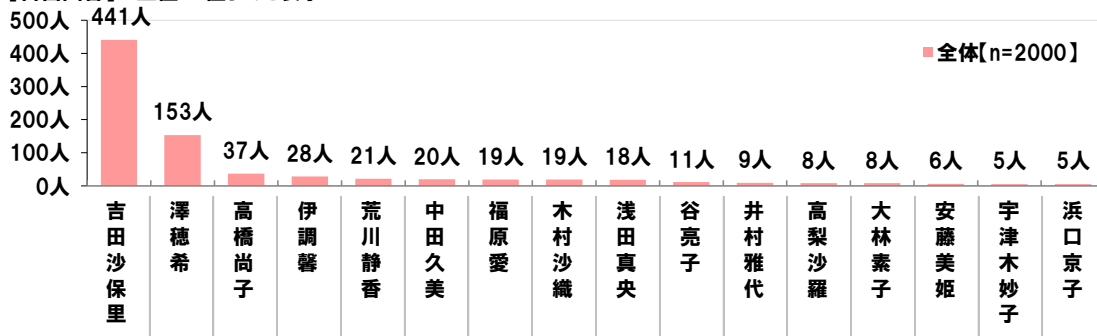 500人
400人
300人
200人
100人
0人
441人
153人
37人
28人
21人
20人
19人
19人
18人
11人
9人
8人
8人
6人
5人
5人
全体【n=2000】
吉田沙保里
澤穂希
高橋尚子
伊調馨
荒川静香
中田久美
福原愛
木村沙織
浅田真央
谷亮子
井村雅代
高梨沙羅
大林素子
安藤美姫
宇津木妙子
浜口京子